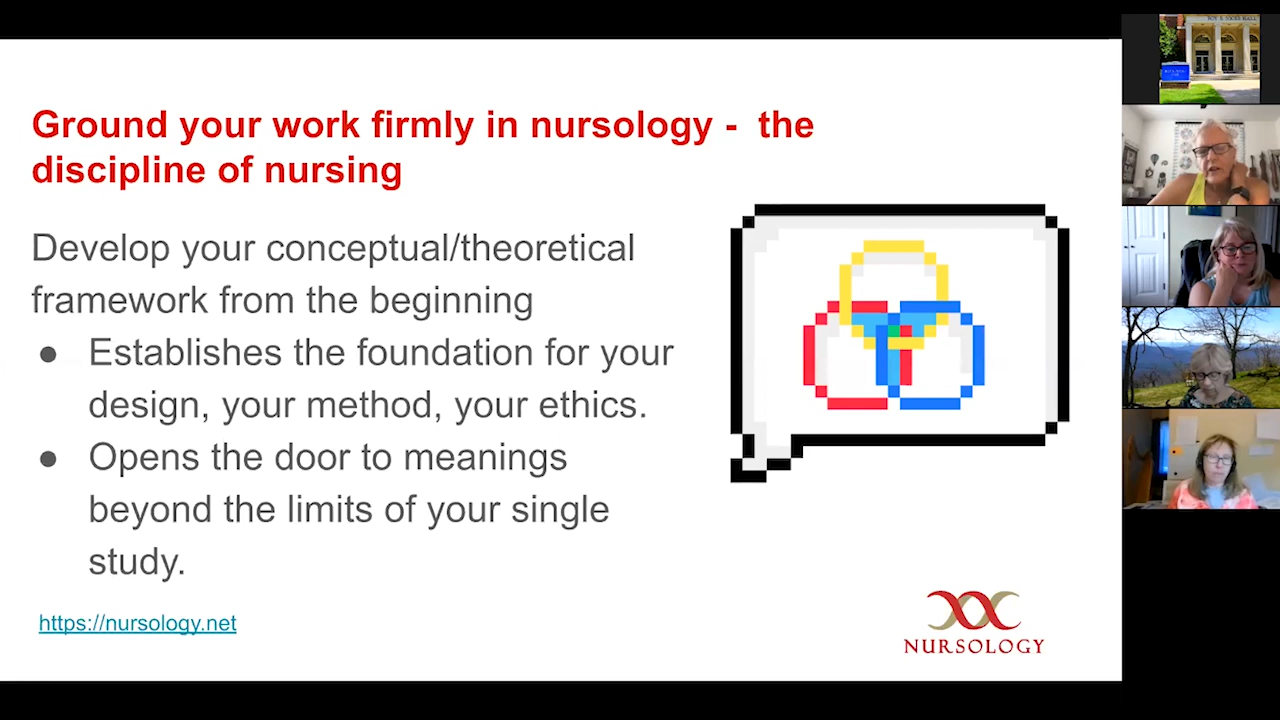 Ground your work firmly in nursology - the
discipline of nursing
Develop your conceptual/theoretical
framework from the beginning
● Establishes the foundation for your
design, your method, your ethics.
● Opens the door to meanings
beyond the limits of your single
study.
https://nursology.net
NURSOLOGY